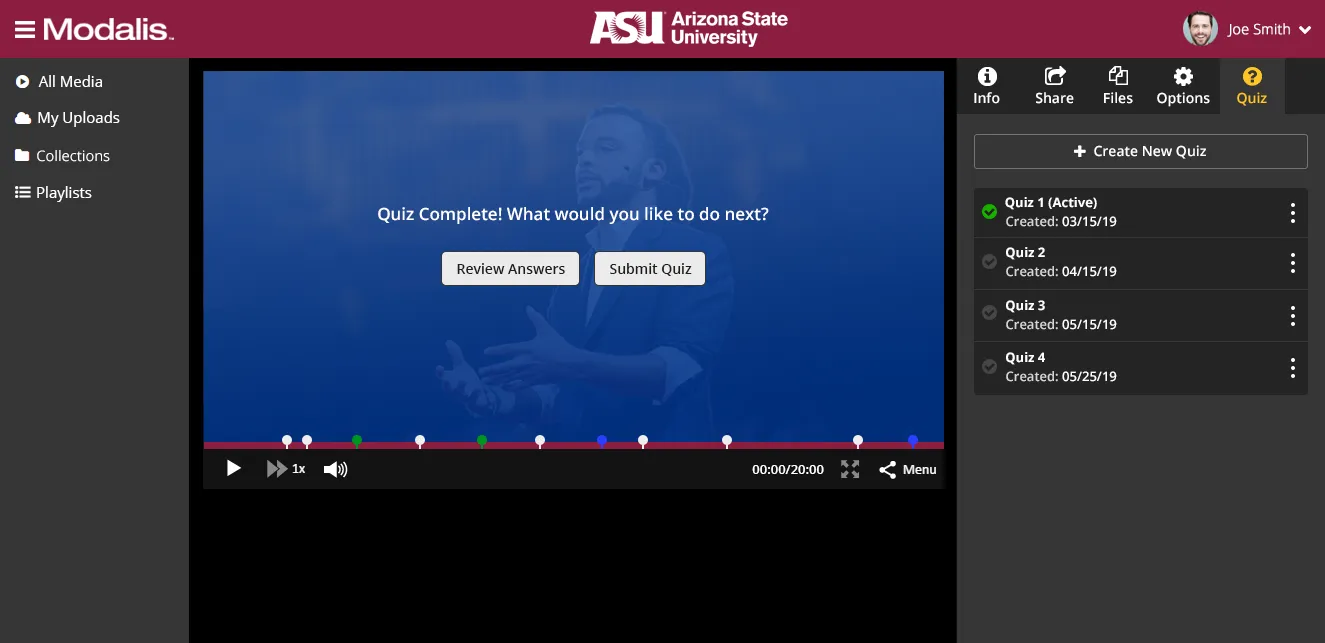 Modalis™
ASU Arizona State
University
Joe Smith
All Media
My Uploads
Collections
Playlists
Quiz Complete! What would you like to do next?
Review Answers
Submit Quiz
1x
00:00/20:00
Menu
Info
Share
Files
Options
Quiz
Create New Quiz
Quiz 1 (Active)
Created: 03/15/19
Quiz 2
Created: 04/15/19
Quiz 3
Created: 05/15/19
Quiz 4
Created: 05/25/19